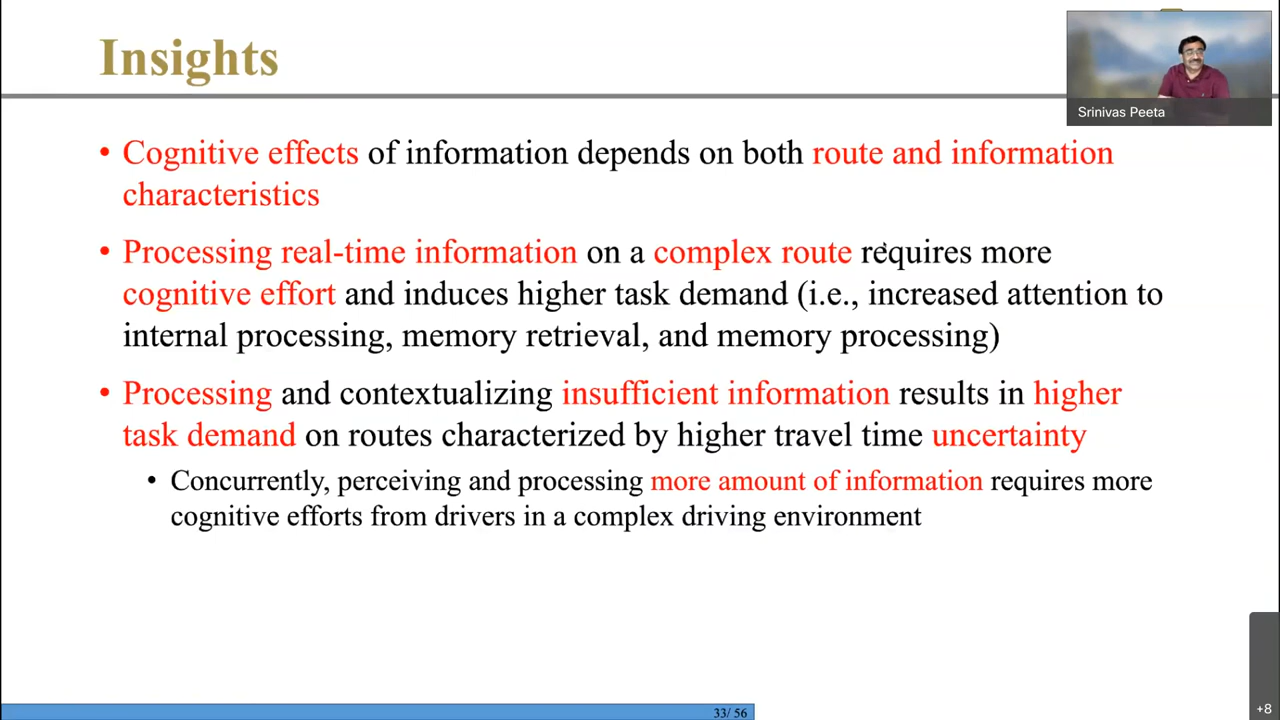 Insights
Srinivas Peeta
• Cognitive effects of information depends on both route and information
characteristics
• Processing real-time information on a complex route requires more
cognitive effort and induces higher task demand (i.e., increased attention to
internal processing, memory retrieval, and memory processing)
• Processing and contextualizing insufficient information results in higher
task demand on routes characterized by higher travel time uncertainty
• Concurrently, perceiving and processing more amount of information requires more
cognitive efforts from drivers in a complex driving environment
33/ 56
+8